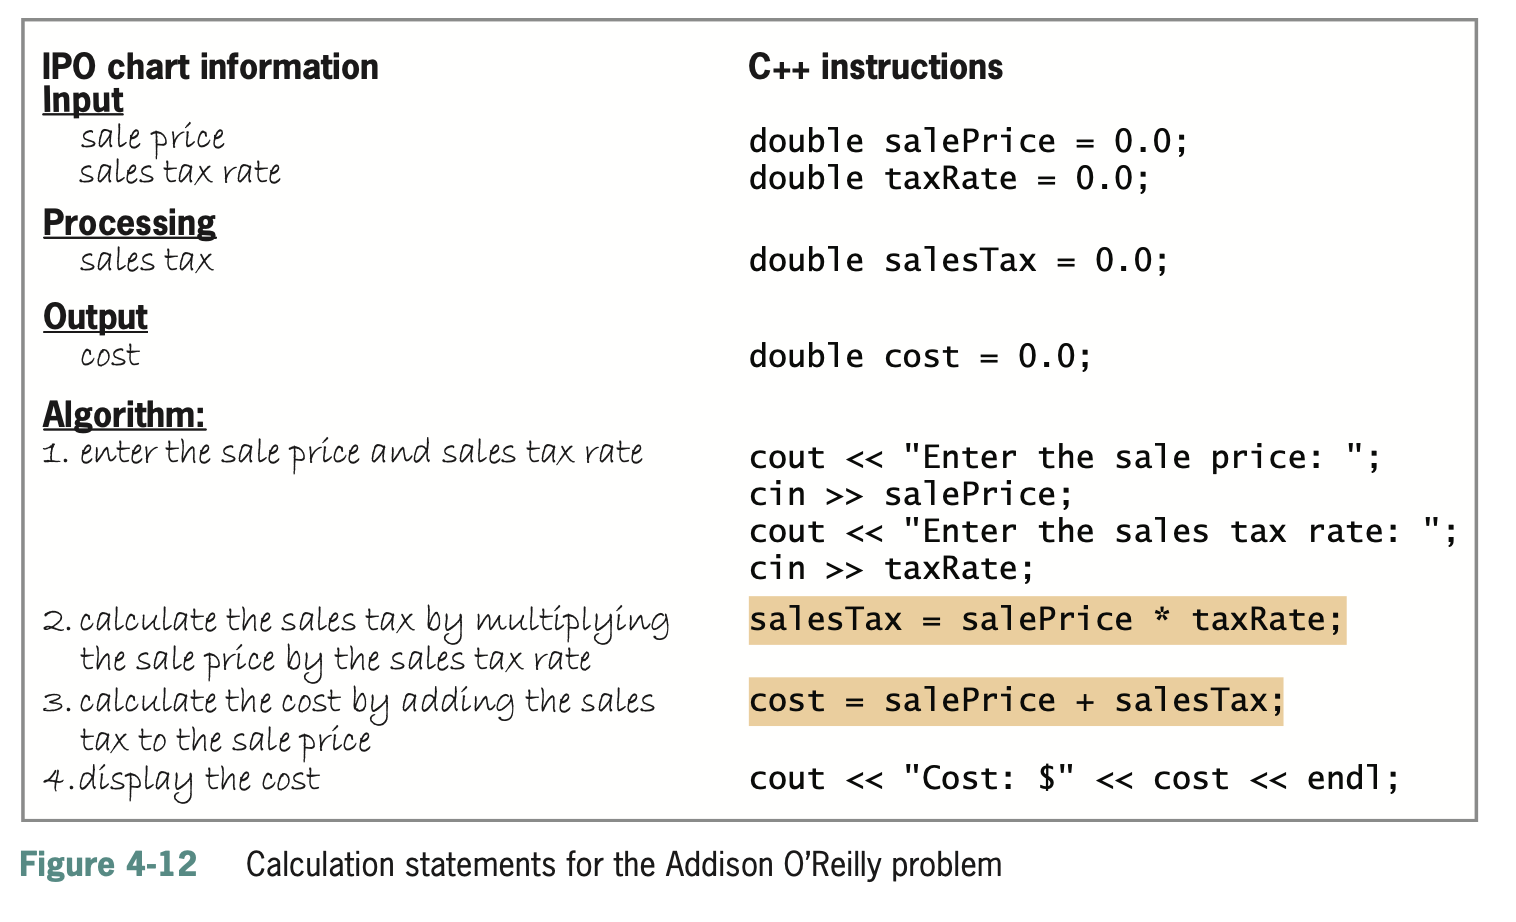 IPO chart information
C++ instructions
Input
sale price
double salePrice = 0.0;
sales tax rate
double taxRate = 0.0;
Processing
sales tax
double salesTax = 0.0;
Output
cost
double cost = 0.0;
Algorithm:
1. enter the sale price and sales tax rate
cout << "Enter the sale price: ";
cin >> salePrice;
cout << "Enter the sales tax rate: ";
cin >> taxRate;
2. calculate the sales tax by multiplying
the sale price by the sales tax rate
salesTax = salePrice * taxRate;
3. calculate the cost by adding the sales
tax to the sale price
cost = salePrice + salesTax;
4. display the cost
cout << "Cost: $" << cost << endl;
Figure 4-12 Calculation statements for the Addison O'Reilly problem